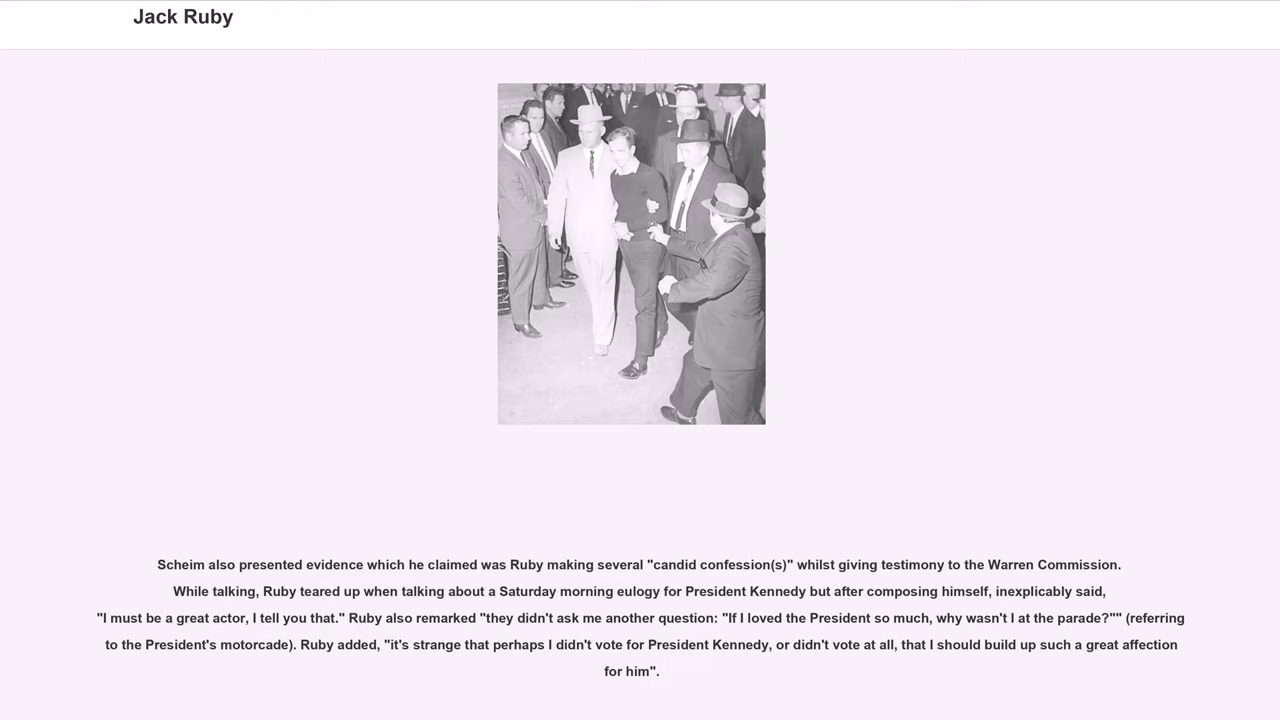 Jack Ruby
Scheim also presented evidence which he claimed was Ruby making several "candid confession(s)" whilst giving testimony to the Warren Commission.
While talking, Ruby teared up when talking about a Saturday morning eulogy for President Kennedy but after composing himself, inexplicably said,
"I must be a great actor, I tell you that." Ruby also remarked "they didn't ask me another question: "If I loved the President so much, why wasn't I at the parade?"" (referring
to the President's motorcade). Ruby added, "it's strange that perhaps I didn't vote for President Kennedy, or didn't vote at all, that I should build up such a great affection
for him".